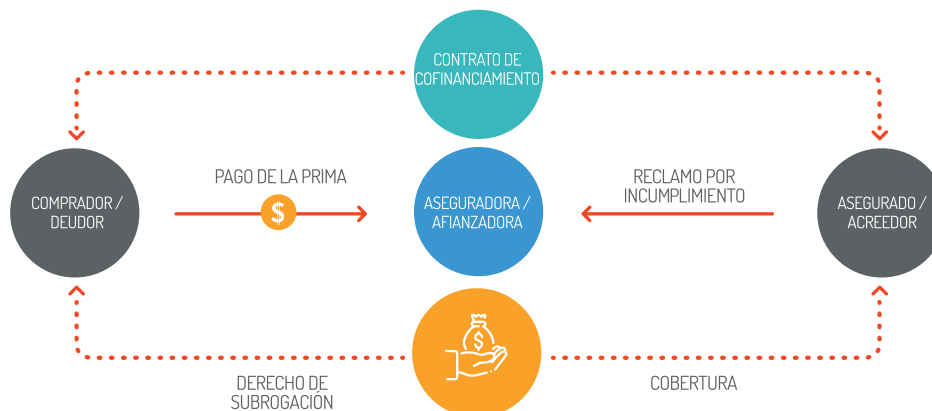 CONTRATO DE
COFINANCIAMIENTO
PAGO DE LA PRIMA
RECLAMO POR
INCUMPLIMIENTO
COMPRADOR /
DEUDOR
$
ASEGURADORA /
AFIANZADORA
ASEGURADO /
ACREEDOR
$
DERECHO DE
SUBROGACIÓN
COBERTURA